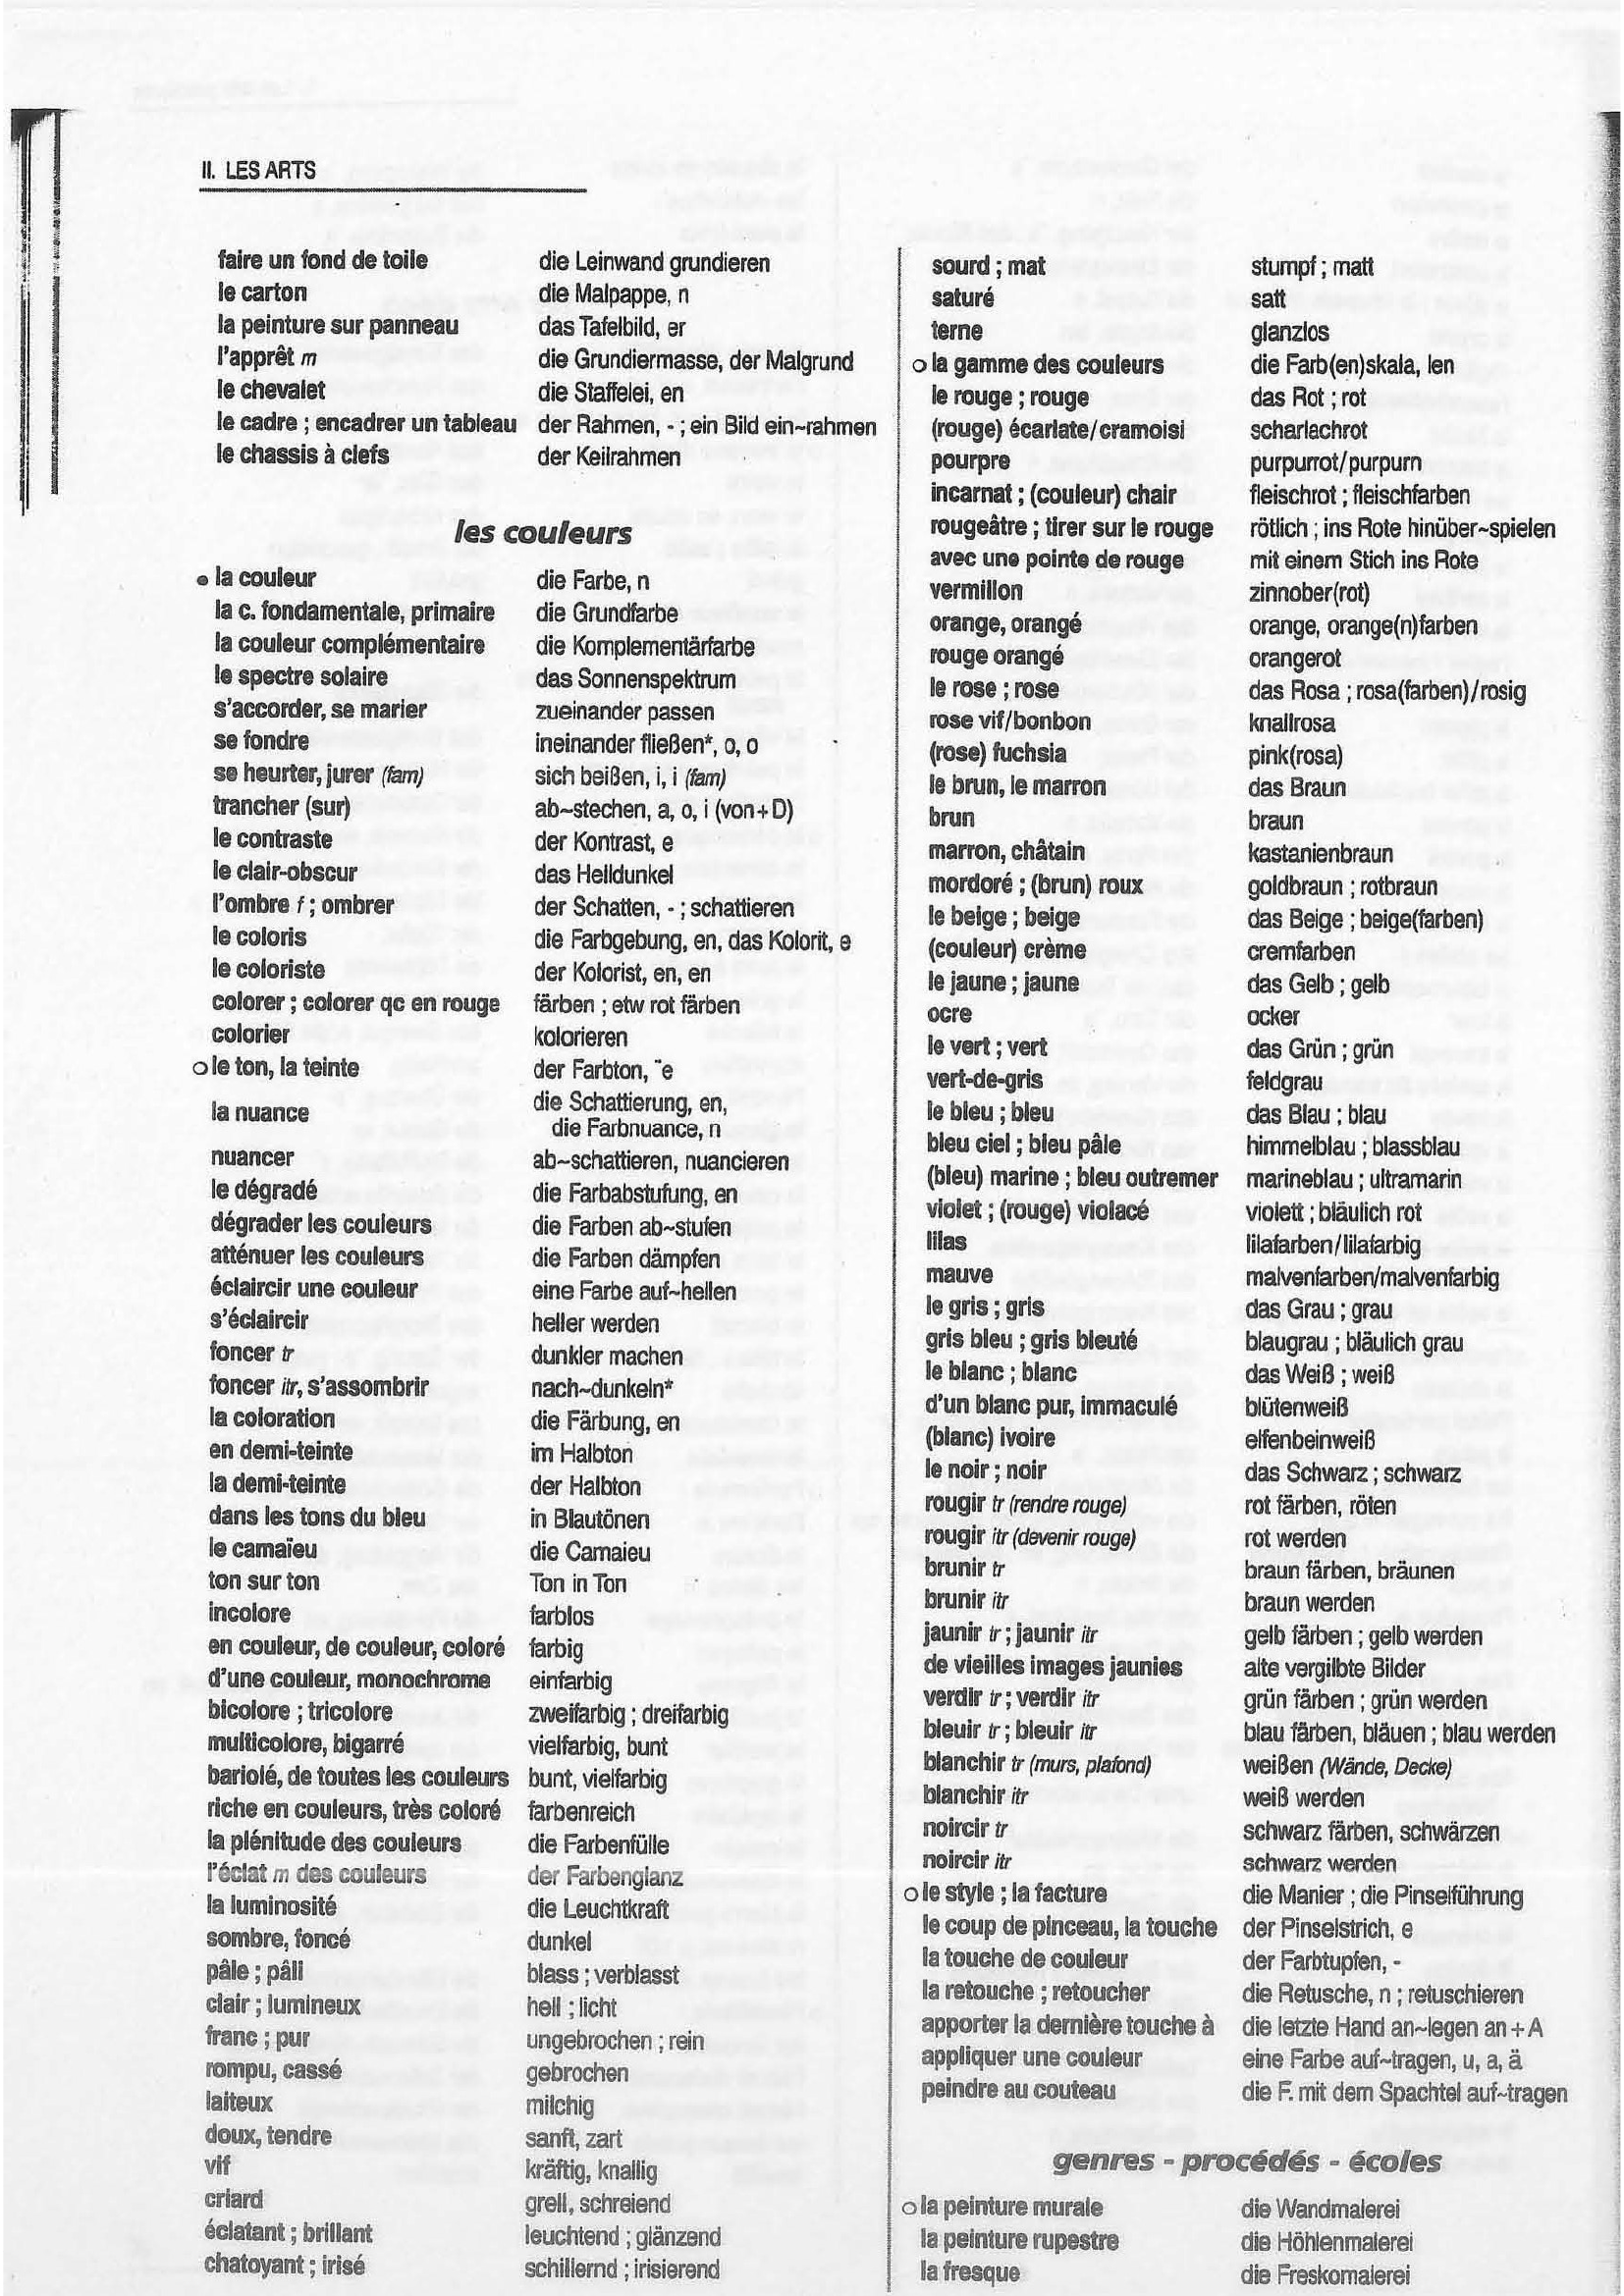 II. LES ARTS
faire un fond de toile die Leinwand grundieren
le carton die Malpappe, n
la peinture sur panneau das Tafelbild, er
l'apprêt m die Grundiermasse, der Malgrund
le chevalet die Staffelei, en
le cadre ; encadrer un tableau der Rahmen, - ; ein Bild ein~rahmen
le chassis à clefs der Keilrahmen
les couleurs
• la couleur die Farbe, n
la c. fondamentale, primaire die Grundfarbe
la couleur complémentaire die Komplementärfarbe
le spectre solaire das Sonnenspektrum
s'accorder, se marier zueinander passen
se fondre ineinander fließen*, o, o
se heurter, jurer (fam) sich beißen, i, i (fam)
trancher (sur) ab~stechen, a, o, i (von+D)
le contraste der Kontrast, e
le clair-obscur das Helldunkel
l'ombre f ; ombrer der Schatten, - ; schattieren
le coloris die Farbgebung, en, das Kolorit, e
le coloriste der Kolorist, en, en
colorer ; colorer qc en rouge färben ; etw rot färben
colorier kolorieren
o le ton, la teinte der Farbton, ¨e
la nuance die Schattierung, en,
die Farbnuance, n
nuancer ab~schattieren, nuancieren
le dégradé die Farbabstufung, en
dégrader les couleurs die Farben ab~stufen
atténuer les couleurs die Farben dämpfen
éclaircir une couleur eine Farbe auf~hellen
s'éclaircir heller werden
foncer tr dunkler machen
foncer itr, s'assombrir nach~dunkeln*
la coloration die Färbung, en
en demi-teinte im Halbton
la demi-teinte der Halbton
dans les tons du bleu in Blautönen
le camaïeu die Camaieu
ton sur ton Ton in Ton
incolore farblos
en couleur, de couleur, coloré farbig
d'une couleur, monochrome einfarbig
bicolore ; tricolore zweifarbig ; dreifarbig
multicolore, bigarré vielfarbig, bunt
bariolé, de toutes les couleurs bunt, vielfarbig
riche en couleurs, très coloré farbenreich
la plénitude des couleurs die Farbenfülle
l'éclat m des couleurs der Farbenglanz
la luminosité die Leuchtkraft
sombre, foncé dunkel
pâle ; pâli blass ; verblasst
clair ; lumineux hell ; licht
franc ; pur ungebrochen ; rein
rompu, cassé gebrochen
laiteux milchig
doux, tendre sanft, zart
vif kräftig, knallig
criard grell, schreiend
éclatant ; brillant leuchtend ; glänzend
chatoyant ; irisé schillernd ; irisierend
sourd ; mat stumpf ; matt
saturé satt
terne glanzlos
o la gamme des couleurs die Farb(en)skala, len
le rouge ; rouge das Rot ; rot
(rouge) écarlate/cramoisi scharlachrot
pourpre purpurrot/purpurn
incarnat ; (couleur) chair fleischrot ; fleischfarben
rougeâtre ; tirer sur le rouge rötlich ; ins Rote hinüber~spielen
avec une pointe de rouge mit einem Stich ins Rote
vermillon zinnober(rot)
orange, orangé orange, orange(n)farben
rouge orangé orangerot
le rose ; rose das Rosa ; rosa(farben)/rosig
rose vif/bonbon knallrosa
(rose) fuchsia pink(rosa)
le brun, le marron das Braun
brun braun
marron, châtain kastanienbraun
mordoré ; (brun) roux goldbraun ; rotbraun
le beige ; beige das Beige ; beige(farben)
(couleur) crème cremfarben
le jaune ; jaune das Gelb ; gelb
ocre ocker
le vert ; vert das Grün ; grün
vert-de-gris feldgrau
le bleu ; bleu das Blau ; blau
bleu ciel ; bleu pâle himmelblau ; blassblau
(bleu) marine ; bleu outremer marineblau ; ultramarin
violet ; (rouge) violacé violett ; bläulich rot
lilas lilafarben/lilafarbig
mauve malvenfarben/malvenfarbig
le gris ; gris das Grau ; grau
gris bleu ; gris bleuté blaugrau ; bläulich grau
le blanc ; blanc das Weiß ; weiß
d'un blanc pur, immaculé blütenweiß
(blanc) ivoire elfenbeinweiß
le noir ; noir das Schwarz ; schwarz
rougir tr (rendre rouge) rot färben, röten
rougir itr (devenir rouge) rot werden
brunir tr braun färben, bräunen
brunir itr braun werden
jaunir tr ; jaunir itr gelb färben ; gelb werden
de vieilles images jaunies alte vergilbte Bilder
verdir tr ; verdir itr grün färben ; grün werden
bleuir tr ; bleuir itr blau färben, bläuen ; blau werden
blanchir tr (murs, plafond) weißen (Wände, Decke)
blanchir itr weiß werden
noircir tr schwarz färben, schwärzen
noircir itr schwarz werden
o le style ; la facture die Manier ; die Pinselführung
le coup de pinceau, la touche der Pinselstrich, e
la touche de couleur der Farbtupfen, -
la retouche ; retoucher die Retusche, n ; retuschieren
apporter la dernière touche à die letzte Hand an~legen an+A
appliquer une couleur eine Farbe auf~tragen, u, a, ä
peindre au couteau die F. mit dem Spachtel auf~tragen
genres - procédés - écoles
o la peinture murale die Wandmalerei
la peinture rupestre die Höhlenmalerei
la fresque die Freskomalerei